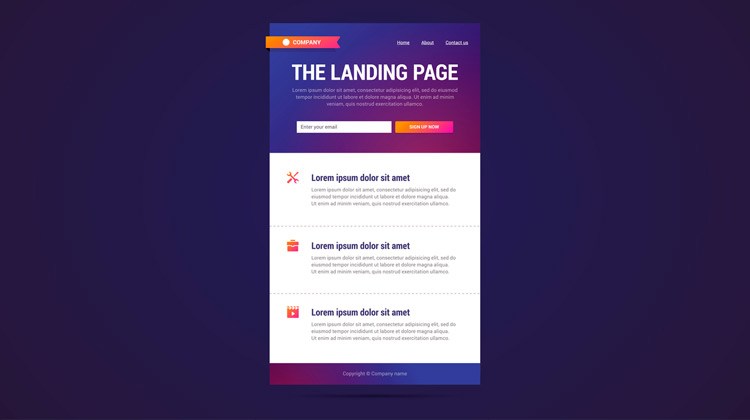 COMPANY
Home About Contact us
THE LANDING PAGE
Lorem ipsum dolor sit amet, consectetur adipiscing elit, sed do
eiusmod tempor incididunt ut labore et dolore magna aliqua. Ut
enim ad minim veniam, quis nostrud exercitation ullamco.
Enter your email
SIGN UP NOW
Lorem ipsum dolor sit amet
Lorem ipsum dolor sit amet, consectetur adipiscing elit, sed do
eiusmod tempor incididunt ut labore et dolore magna aliqua.
Ut enim ad minim veniam, quis nostrud exercitation ullamco.
Lorem ipsum dolor sit amet
Lorem ipsum dolor sit amet, consectetur adipiscing elit, sed do
eiusmod tempor incididunt ut labore et dolore magna aliqua.
Ut enim ad minim veniam, quis nostrud exercitation ullamco.
Lorem ipsum dolor sit amet
Lorem ipsum dolor sit amet, consectetur adipiscing elit, sed do
eiusmod tempor incididunt ut labore et dolore magna aliqua.
Ut enim ad minim veniam, quis nostrud exercitation ullamco.
Copyright © Company name